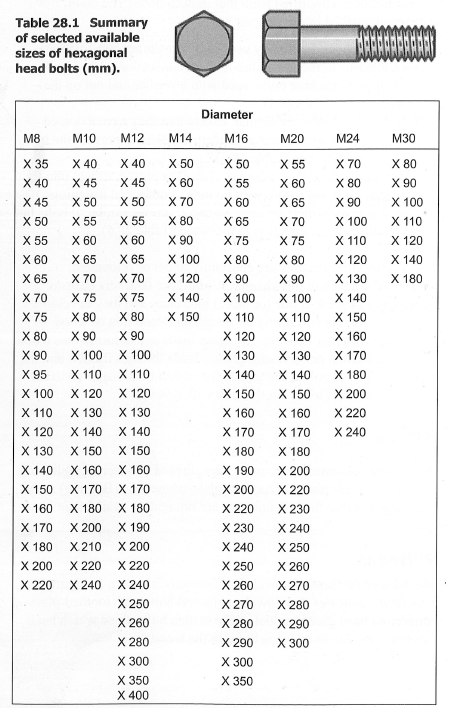 Table 28.1 Summary
of selected available
sizes of hexagonal
head bolts (mm).
Diameter
M8 M10 M12 M14 M16 M20 M24 M30
X 35 X 40 X 40 X 50 X 50 X 55 X 70 X 80
X 40 X 45 X 45 X 60 X 55 X 60 X 80 X 90
X 45 X 50 X 50 X 70 X 60 X 65 X 90 X 100
X 50 X 55 X 55 X 80 X 65 X 70 X 100 X 110
X 55 X 60 X 60 X 90 X 75 X 75 X 110 X 120
X 60 X 65 X 65 X 100 X 80 X 80 X 120 X 140
X 65 X 70 X 70 X 120 X 90 X 90 X 130 X 180
X 70 X 75 X 75 X 140 X 100 X 100 X 140
X 75 X 80 X 80 X 150 X 110 X 110 X 150
X 80 X 90 X 90 X 120 X 120 X 160
X 90 X 100 X 100 X 130 X 130 X 170
X 95 X 110 X 110 X 140 X 140 X 180
X 100 X 120 X 120 X 150 X 150 X 200
X 110 X 130 X 130 X 160 X 160 X 220
X 120 X 140 X 140 X 170 X 170 X 240
X 130 X 150 X 150 X 180 X 180
X 140 X 160 X 160 X 190 X 200
X 150 X 170 X 170 X 200 X 220
X 160 X 180 X 180 X 220 X 230
X 170 X 200 X 190 X 230 X 240
X 180 X 210 X 200 X 240 X 250
X 200 X 220 X 220 X 250 X 260
X 220 X 240 X 240 X 260 X 270
X 250 X 270 X 280
X 260 X 280 X 290
X 280 X 290 X 300
X 300 X 300
X 350 X 350
X 400